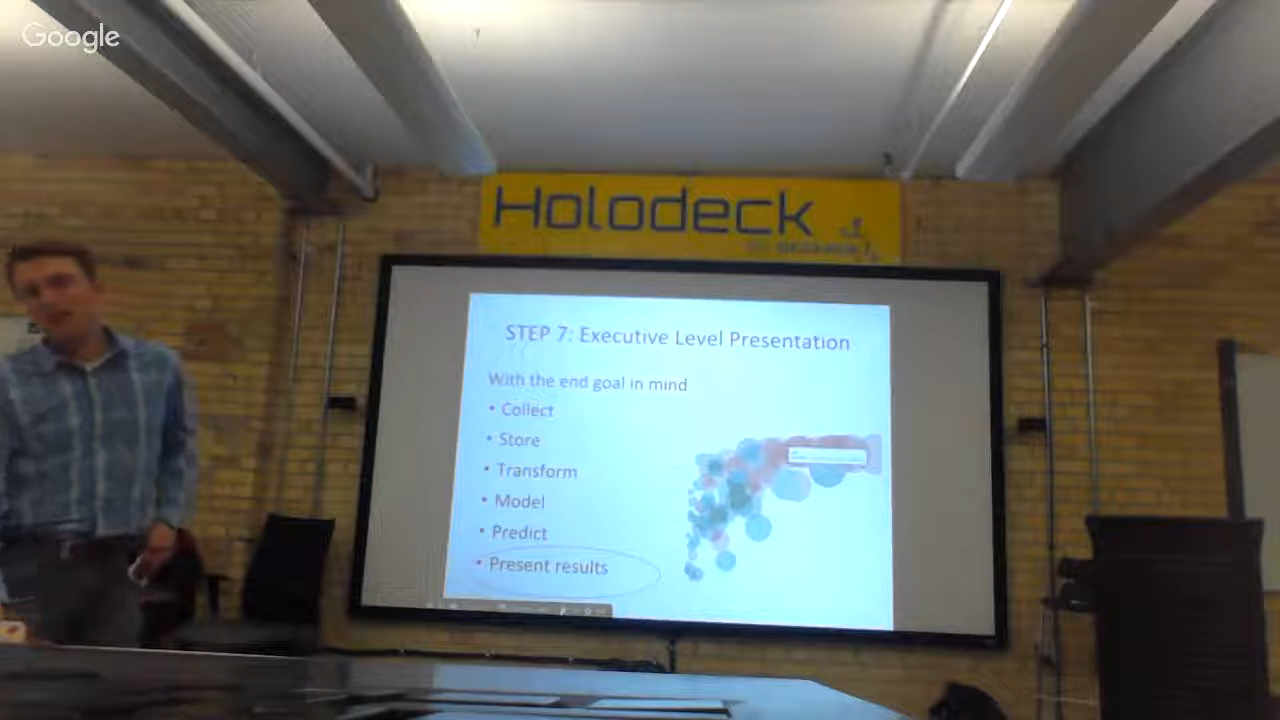 Google
Holodeck
STEP 7: Executive Level Presentation
With the end goal in mind
• Collect
• Store
• Transform
• Model
• Predict
• Present results